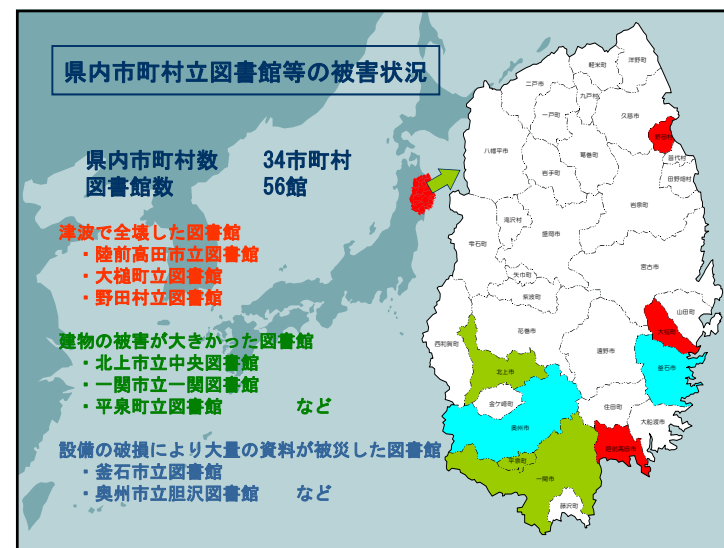 県内市町村立図書館等の被害状況
県内市町村数 34市町村
図書館数 56館
津波で全壊した図書館
・陸前高田市立図書館
・大槌町立図書館
・野田村立図書館
建物の被害が大きかった図書館
・北上市立中央図書館
・一関市立一関図書館
・平泉町立図書館 など
設備の破損により大量の資料が被災した図書館
・釜石市立図書館
・奥州市立胆沢図書館 など
洋野町
軽米町
二戸市
九戸村
一戸町
久慈市
野田村
八幡平市
葛巻町
普代村
岩手町
田野畑村
岩泉町
滝沢村
盛岡市
雫石町
宮古市
矢巾町
紫波町
山田町
花巻市
大槌町
西和賀町
遠野市
北上市
釜石市
金ケ崎町
住田町
大船渡市
奥州市
陸前高田市
平泉町
一関市
藤沢町